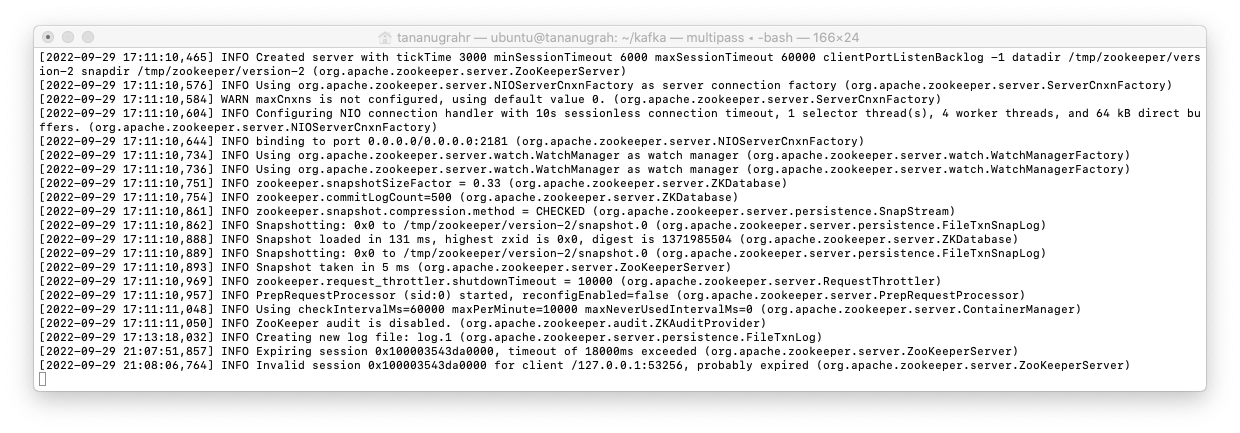 tananugrahr — ubuntu@tananugrah: ~/kafka — multipass • -bash — 166×24
[2022-09-29 17:11:10,465] INFO Created server with tickTime 3000 minSessionTimeout 6000 maxSessionTimeout 60000 clientPortListenBacklog -1 datadir /tmp/zookeeper/vers
ion-2 snapdir /tmp/zookeeper/version-2 (org.apache.zookeeper.server.ZooKeeperServer)
[2022-09-29 17:11:10,576] INFO Using org.apache.zookeeper.server.NIOServerCnxnFactory as server connection factory (org.apache.zookeeper.server.ServerCnxnFactory)
[2022-09-29 17:11:10,584] WARN maxCnxns is not configured, using default value 0. (org.apache.zookeeper.server.ServerCnxnFactory)
[2022-09-29 17:11:10,604] INFO Configuring NIO connection handler with 10s sessionless connection timeout, 1 selector thread(s), 4 worker threads, and 64 kB direct bu
ffers. (org.apache.zookeeper.server.NIOServerCnxnFactory)
[2022-09-29 17:11:10,644] INFO binding to port 0.0.0.0/0.0.0.0:2181 (org.apache.zookeeper.server.NIOServerCnxnFactory)
[2022-09-29 17:11:10,734] INFO Using org.apache.zookeeper.server.watch.WatchManager as watch manager (org.apache.zookeeper.server.watch.WatchManagerFactory)
[2022-09-29 17:11:10,736] INFO Using org.apache.zookeeper.server.watch.WatchManager as watch manager (org.apache.zookeeper.server.watch.WatchManagerFactory)
[2022-09-29 17:11:10,751] INFO zookeeper.snapshotSizeFactor = 0.33 (org.apache.zookeeper.server.ZKDatabase)
[2022-09-29 17:11:10,754] INFO zookeeper.commitLogCount=500 (org.apache.zookeeper.server.ZKDatabase)
[2022-09-29 17:11:10,861] INFO zookeeper.snapshot.compression.method = CHECKED (org.apache.zookeeper.server.persistence.SnapStream)
[2022-09-29 17:11:10,862] INFO Snapshotting: 0x0 to /tmp/zookeeper/version-2/snapshot.0 (org.apache.zookeeper.server.persistence.FileTxnSnapLog)
[2022-09-29 17:11:10,888] INFO Snapshot loaded in 131 ms, highest zxid is 0x0, digest is 1371985504 (org.apache.zookeeper.server.ZKDatabase)
[2022-09-29 17:11:10,889] INFO Snapshotting: 0x0 to /tmp/zookeeper/version-2/snapshot.0 (org.apache.zookeeper.server.persistence.FileTxnSnapLog)
[2022-09-29 17:11:10,893] INFO Snapshot taken in 5 ms (org.apache.zookeeper.server.ZooKeeperServer)
[2022-09-29 17:11:10,969] INFO zookeeper.request_throttler.shutdownTimeout = 10000 (org.apache.zookeeper.server.RequestThrottler)
[2022-09-29 17:11:10,957] INFO PrepRequestProcessor (sid:0) started, reconfigEnabled=false (org.apache.zookeeper.server.PrepRequestProcessor)
[2022-09-29 17:11:11,048] INFO Using checkIntervalMs=60000 maxPerMinute=10000 maxNeverUsedIntervalMs=0 (org.apache.zookeeper.server.ContainerManager)
[2022-09-29 17:11:11,050] INFO ZooKeeper audit is disabled. (org.apache.zookeeper.audit.ZKAuditProvider)
[2022-09-29 17:13:18,032] INFO Creating new log file: log.1 (org.apache.zookeeper.server.persistence.FileTxnLog)
[2022-09-29 21:07:51,857] INFO Expiring session 0x100003543da0000, timeout of 18000ms exceeded (org.apache.zookeeper.server.ZooKeeperServer)
[2022-09-29 21:08:06,764] INFO Invalid session 0x100003543da0000 for client /127.0.0.1:53256, probably expired (org.apache.zookeeper.server.ZooKeeperServer)